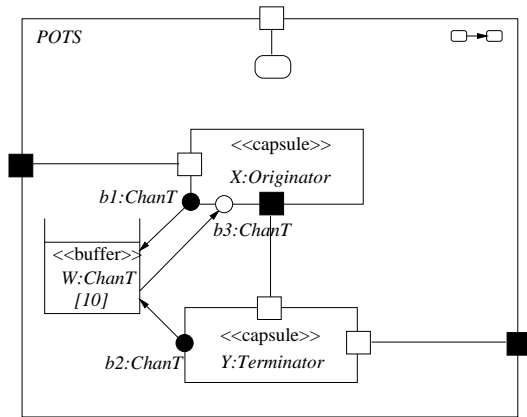 POTS
<<capsule>>
X:Originator
b1:ChanT
b3:ChanT
<<buffer>>
W:ChanT
[10]
<<capsule>>
Y:Terminator
b2:ChanT